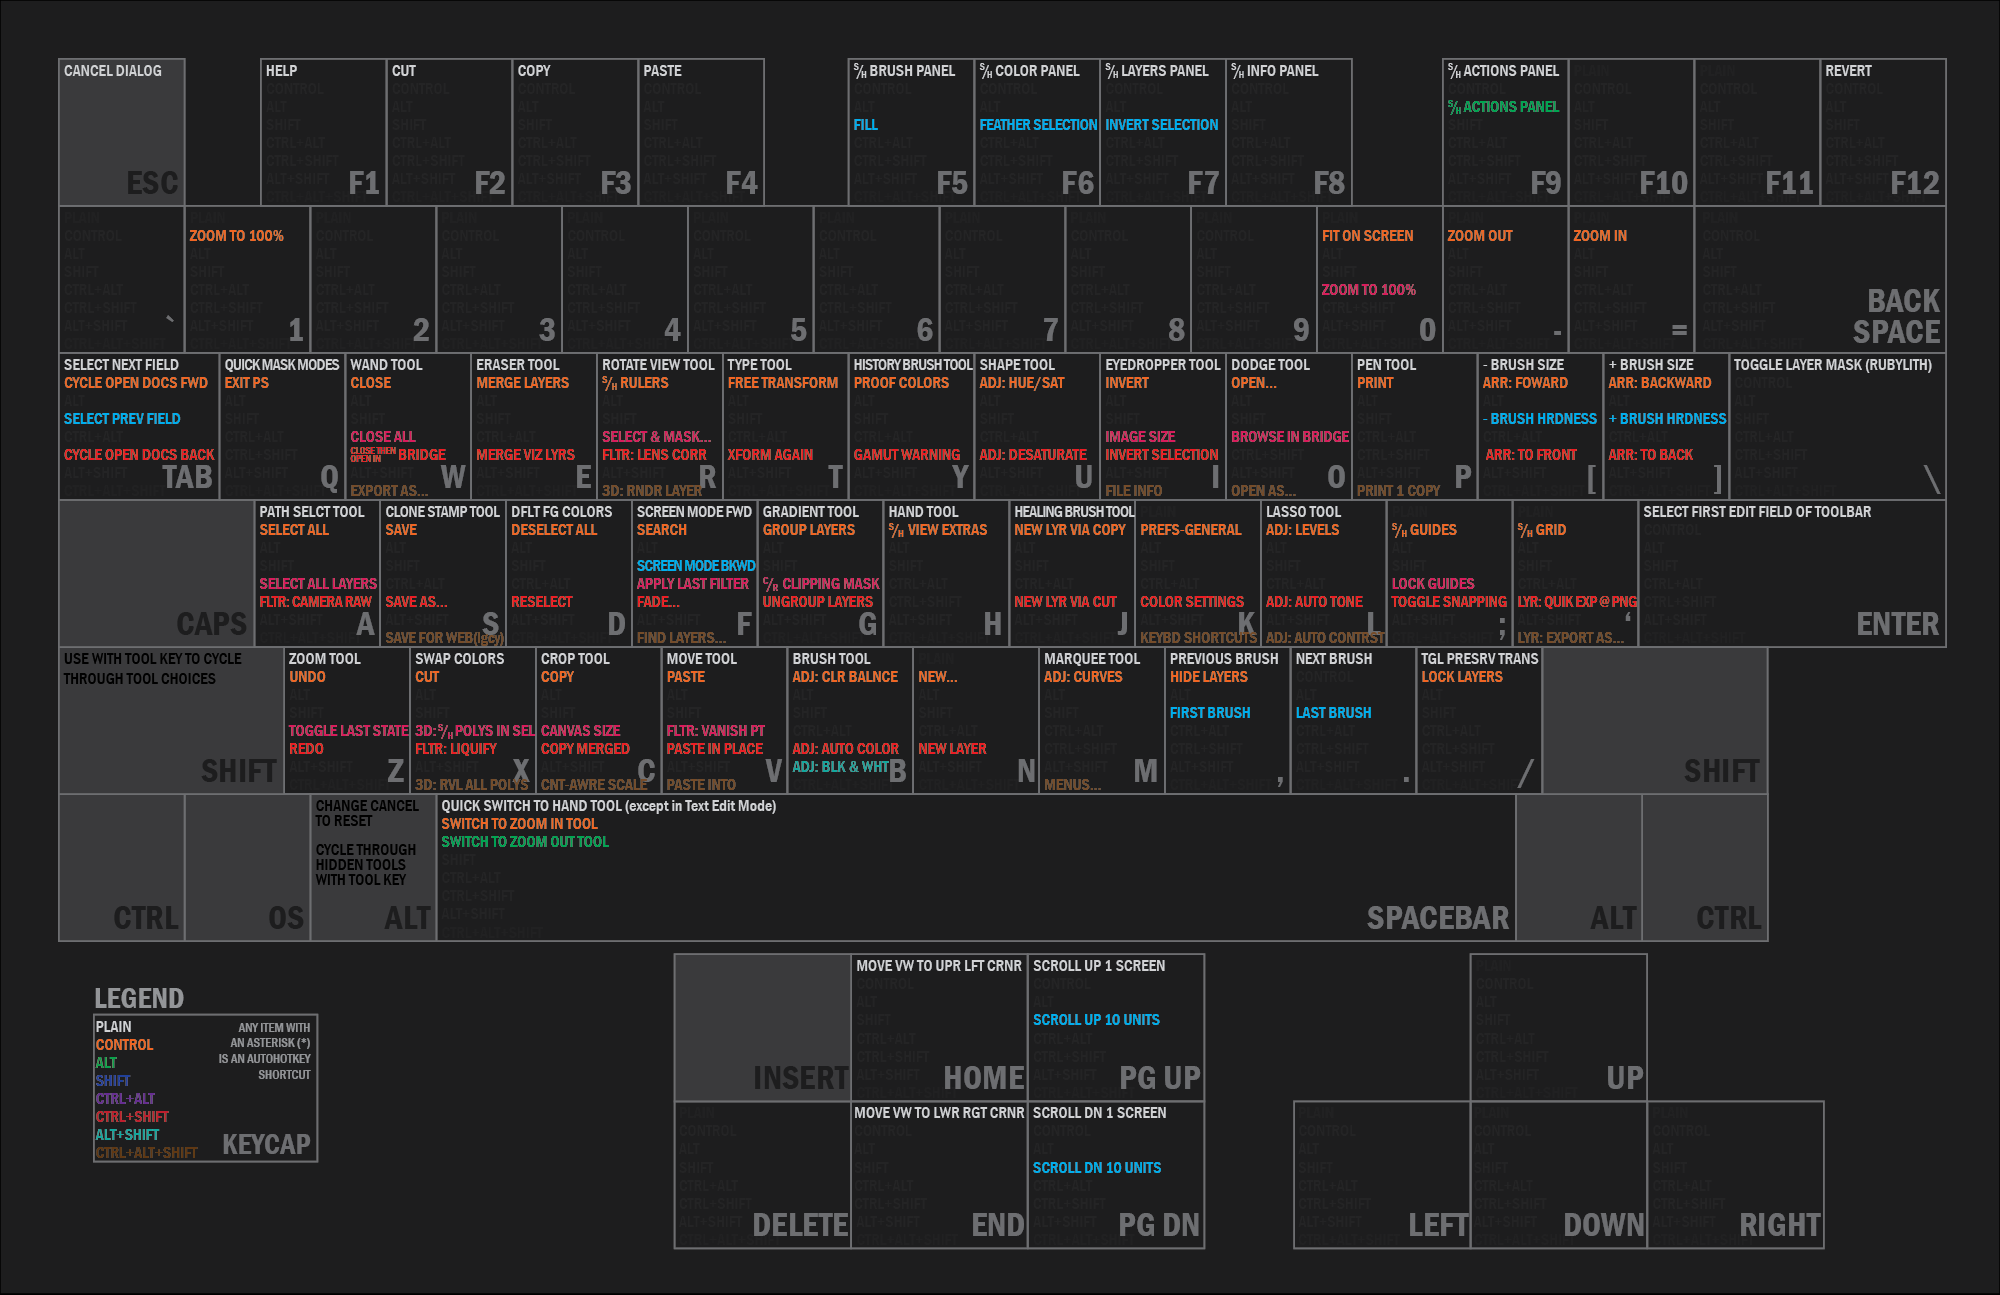 CANCEL DIALOG
ESC
HELP
F1
CUT
F2
COPY
F3
PASTE
F4
S/H BRUSH PANEL
FILL
F5
S/H COLOR PANEL
FEATHER SELECTION
F6
S/H LAYERS PANEL
INVERT SELECTION
F7
S/H INFO PANEL
F8
S/H ACTIONS PANEL
S/H ACTIONS PANEL
F9
F10
F11
REVERT
F12
`
ZOOM TO 100%
1
2
3
4
5
6
7
8
9
FIT ON SCREEN
ZOOM TO 100%
0
ZOOM OUT
-
ZOOM IN
=
BACK
SPACE
SELECT NEXT FIELD
CYCLE OPEN DOCS FWD
SELECT PREV FIELD
CYCLE OPEN DOCS BACK
TAB
QUICK MASK MODES
EXIT PS
Q
WAND TOOL
CLOSE
CLOSE ALL
CLOSE THEN OPEN IN BRIDGE
EXPORT AS...
W
ERASER TOOL
MERGE LAYERS
MERGE VIZ LYRS
E
ROTATE VIEW TOOL
S/H RULERS
SELECT & MASK...
FLTR: LENS CORR
3D: RNDR LAYER
R
TYPE TOOL
FREE TRANSFORM
XFORM AGAIN
T
HISTORY BRUSH TOOL
PROOF COLORS
GAMUT WARNING
Y
SHAPE TOOL
ADJ: HUE/SAT
ADJ: DESATURATE
U
EYEDROPPER TOOL
INVERT
IMAGE SIZE
INVERT SELECTION
FILE INFO
I
DODGE TOOL
OPEN...
BROWSE IN BRIDGE
OPEN AS...
O
PEN TOOL
PRINT
PRINT 1 COPY
P
- BRUSH SIZE
ARR: FOWARD
- BRUSH HRDNESS
ARR: TO FRONT
[
+ BRUSH SIZE
ARR: BACKWARD
+ BRUSH HRDNESS
ARR: TO BACK
]
TOGGLE LAYER MASK (RUBYLITH)
\
CAPS
PATH SELCT TOOL
SELECT ALL
SELECT ALL LAYERS
FLTR: CAMERA RAW
A
CLONE STAMP TOOL
SAVE
SAVE AS...
SAVE FOR WEB(lgcy)
S
DFLT FG COLORS
DESELECT ALL
RESELECT
D
SCREEN MODE FWD
SEARCH
SCREEN MODE BKWD
APPLY LAST FILTER
FADE...
FIND LAYERS...
F
GRADIENT TOOL
GROUP LAYERS
C/R CLIPPING MASK
UNGROUP LAYERS
G
HAND TOOL
S/H VIEW EXTRAS
H
HEALING BRUSH TOOL
NEW LYR VIA COPY
NEW LYR VIA CUT
J
PREFS-GENERAL
COLOR SETTINGS
KEYBD SHORTCUTS
K
LASSO TOOL
ADJ: LEVELS
ADJ: AUTO TONE
ADJ: AUTO CONTRST
L
S/H GUIDES
LOCK GUIDES
TOGGLE SNAPPING
;
S/H GRID
LYR: QUIK EXP @ PNG
LYR: EXPORT AS...
‘
SELECT FIRST EDIT FIELD OF TOOLBAR
ENTER
USE WITH TOOL KEY TO CYCLE
THROUGH TOOL CHOICES
SHIFT
ZOOM TOOL
UNDO
TOGGLE LAST STATE
REDO
Z
SWAP COLORS
CUT
3D: S/H POLYS IN SEL
FLTR: LIQUIFY
3D: RVL ALL POLYS
X
CROP TOOL
COPY
CANVAS SIZE
COPY MERGED
CNT-AWRE SCALE
C
MOVE TOOL
PASTE
FLTR: VANISH PT
PASTE IN PLACE
PASTE INTO
V
BRUSH TOOL
ADJ: CLR BALNCE
ADJ: AUTO COLOR
ADJ: BLK & WHT
B
NEW...
NEW LAYER
N
MARQUEE TOOL
ADJ: CURVES
MENUS...
M
PREVIOUS BRUSH
HIDE LAYERS
FIRST BRUSH
,
NEXT BRUSH
LAST BRUSH
.
TGL PRESRV TRANS
LOCK LAYERS
/
SHIFT
CTRL
OS
CHANGE CANCEL
TO RESET
CYCLE THROUGH
HIDDEN TOOLS
WITH TOOL KEY
ALT
QUICK SWITCH TO HAND TOOL (except in Text Edit Mode)
SWITCH TO ZOOM IN TOOL
SWITCH TO ZOOM OUT TOOL
SHIFT
CTRL+ALT
CTRL+SHIFT
ALT+SHIFT
CTRL+ALT+SHIFT
SPACEBAR
ALT
CTRL
LEGEND
PLAIN
CONTROL
ALT
SHIFT
CTRL+ALT
CTRL+SHIFT
ALT+SHIFT
CTRL+ALT+SHIFT
ANY ITEM WITH
AN ASTERISK (*)
IS AN AUTOHOTKEY
SHORTCUT
KEYCAP
INSERT
MOVE VW TO UPR LFT CRNR
HOME
SCROLL UP 1 SCREEN
SCROLL UP 10 UNITS
PG UP
DELETE
MOVE VW TO LWR RGT CRNR
END
SCROLL DN 1 SCREEN
SCROLL DN 10 UNITS
PG DN
UP
LEFT
DOWN
RIGHT